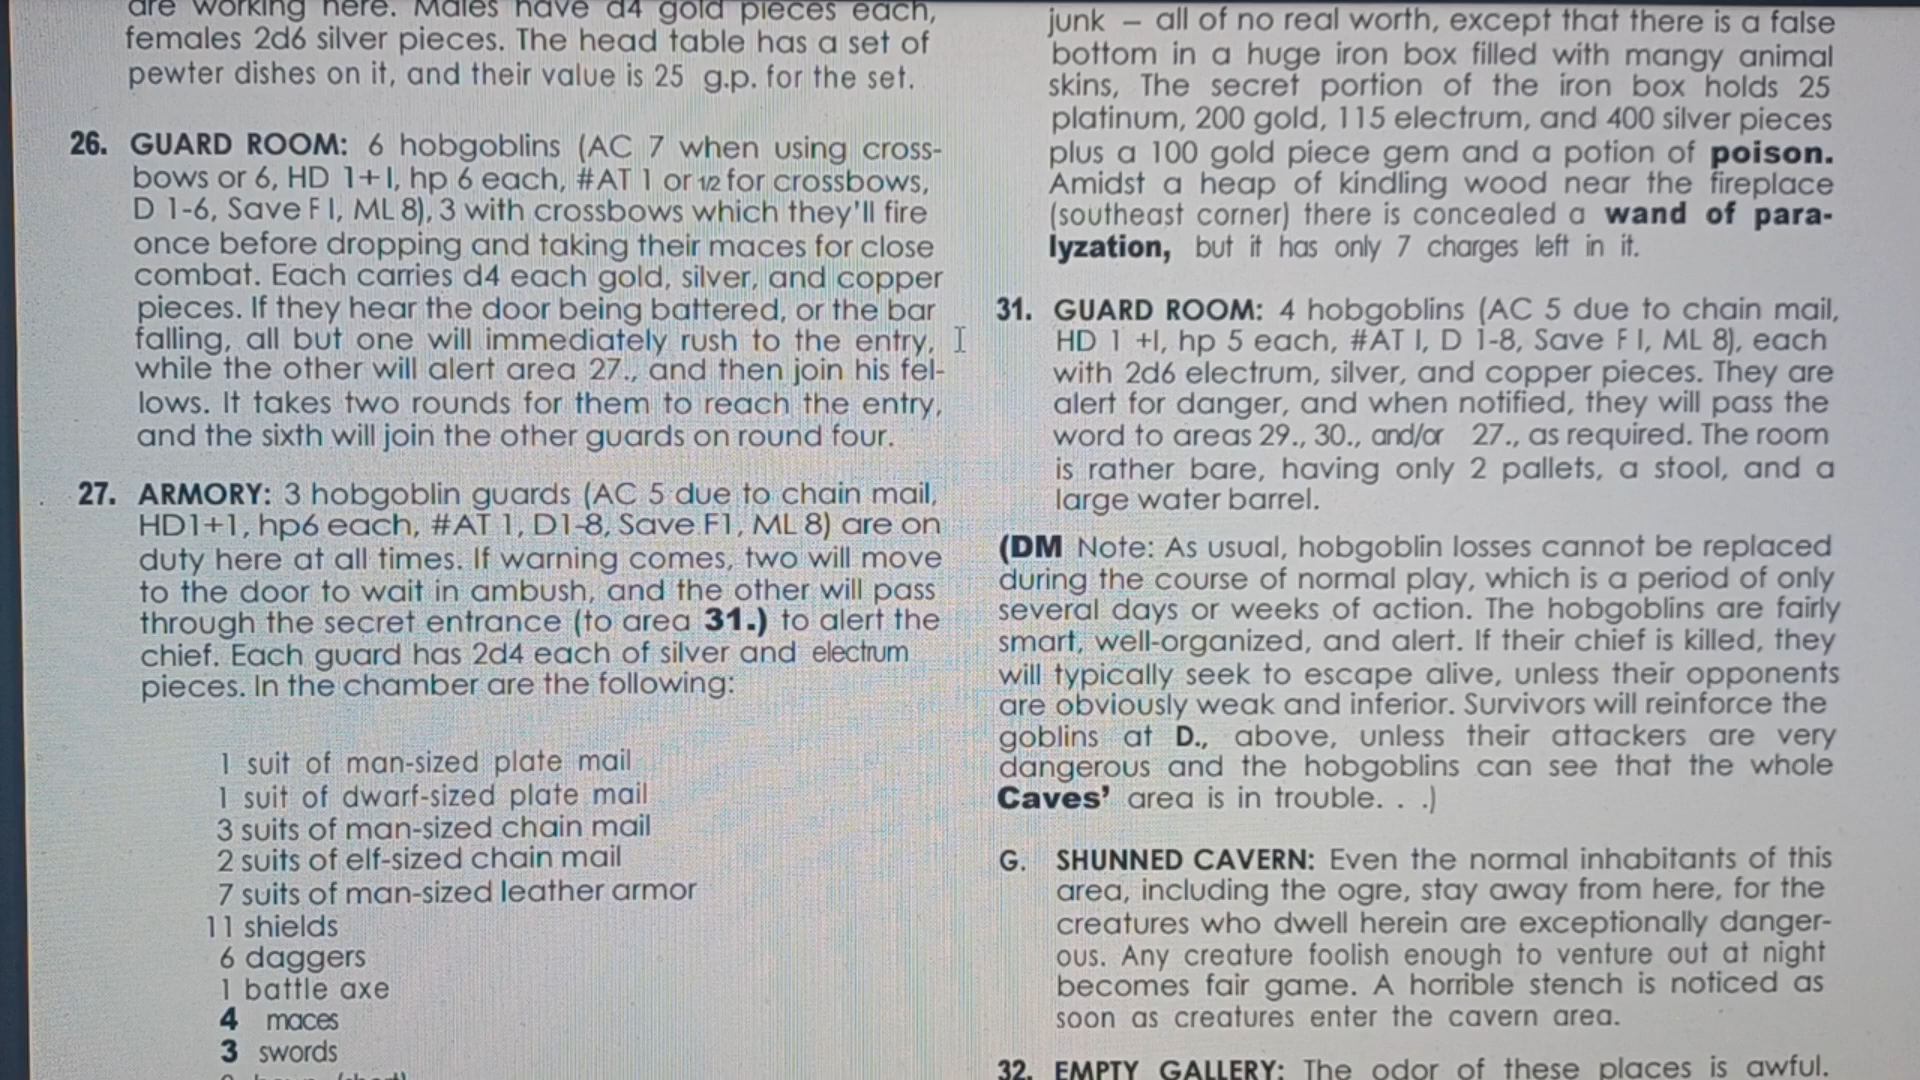 are working here. Males have d4 gold pieces each,
females 2d6 silver pieces. The head table has a set of
pewter dishes on it, and their value is 25 g.p. for the set.
26. GUARD ROOM: 6 hobgoblins (AC 7 when using cross-
bows or 6, HD 1+l, hp 6 each, #AT 1 or 1/2 for crossbows,
D 1-6, Save F l, ML 8), 3 with crossbows which they'll fire
once before dropping and taking their maces for close
combat. Each carries d4 each gold, silver, and copper
pieces. If they hear the door being battered, or the bar
falling, all but one will immediately rush to the entry,
while the other will alert area 27., and then join his fel-
lows. It takes two rounds for them to reach the entry,
and the sixth will join the other guards on round four.
27. ARMORY: 3 hobgoblin guards (AC 5 due to chain mail,
HD1+1, hp6 each, #AT 1, D1-8, Save F1, ML 8) are on
duty here at all times. If warning comes, two will move
to the door to wait in ambush, and the other will pass
through the secret entrance (to area 31.) to alert the
chief. Each guard has 2d4 each of silver and electrum
pieces. In the chamber are the following:
1 suit of man-sized plate mail
1 suit of dwarf-sized plate mail
3 suits of man-sized chain mail
2 suits of elf-sized chain mail
7 suits of man-sized leather armor
11 shields
6 daggers
1 battle axe
4 maces
3 swords
junk – all of no real worth, except that there is a false
bottom in a huge iron box filled with mangy animal
skins, The secret portion of the iron box holds 25
platinum, 200 gold, 115 electrum, and 400 silver pieces
plus a 100 gold piece gem and a potion of poison.
Amidst a heap of kindling wood near the fireplace
(southeast corner) there is concealed a wand of para-
lyzation, but it has only 7 charges left in it.
31. GUARD ROOM: 4 hobgoblins (AC 5 due to chain mail,
HD 1 +l, hp 5 each, #AT l, D 1-8, Save F l, ML 8), each
with 2d6 electrum, silver, and copper pieces. They are
alert for danger, and when notified, they will pass the
word to areas 29., 30., and/or 27., as required. The room
is rather bare, having only 2 pallets, a stool, and a
large water barrel.
(DM Note: As usual, hobgoblin losses cannot be replaced
during the course of normal play, which is a period of only
several days or weeks of action. The hobgoblins are fairly
smart, well-organized, and alert. If their chief is killed, they
will typically seek to escape alive, unless their opponents
are obviously weak and inferior. Survivors will reinforce the
goblins at D., above, unless their attackers are very
dangerous and the hobgoblins can see that the whole
Caves' area is in trouble. . .)
G. SHUNNED CAVERN: Even the normal inhabitants of this
area, including the ogre, stay away from here, for the
creatures who dwell herein are exceptionally danger-
ous. Any creature foolish enough to venture out at night
becomes fair game. A horrible stench is noticed as
soon as creatures enter the cavern area.
32. EMPTY GALLERY: The odor of these places is awful.